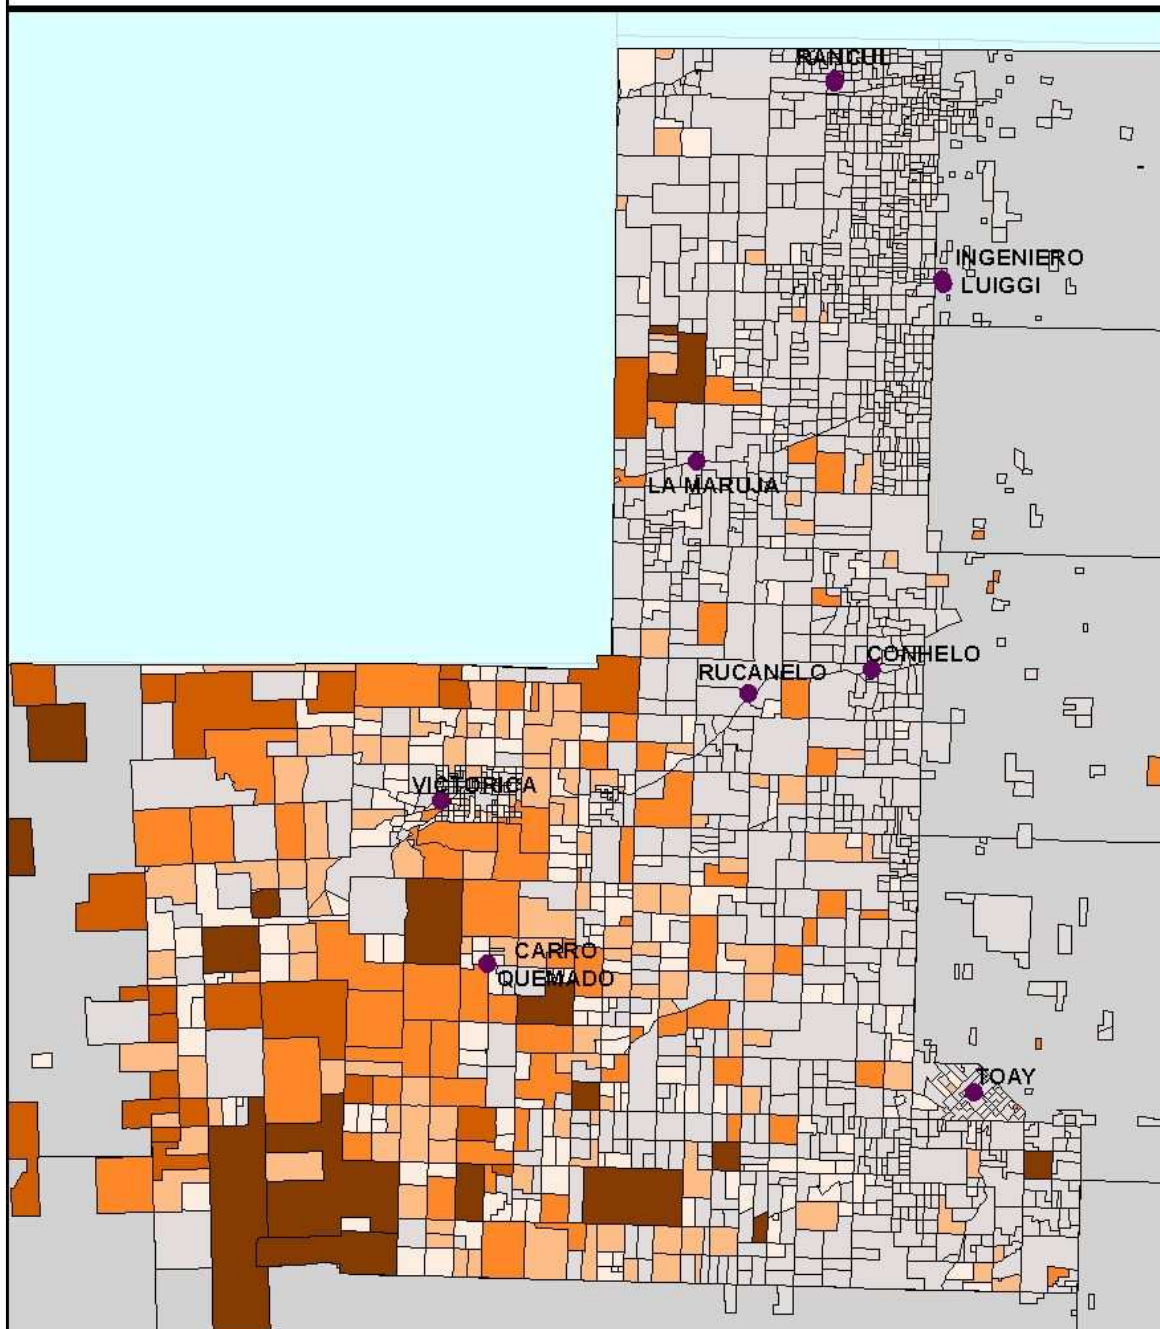 RANCUL
INGENIERO
LUIGGI
LA MARUJA
CONHELO
RUCANELO
VICTORICA
CARRO
QUEMADO
TOAY